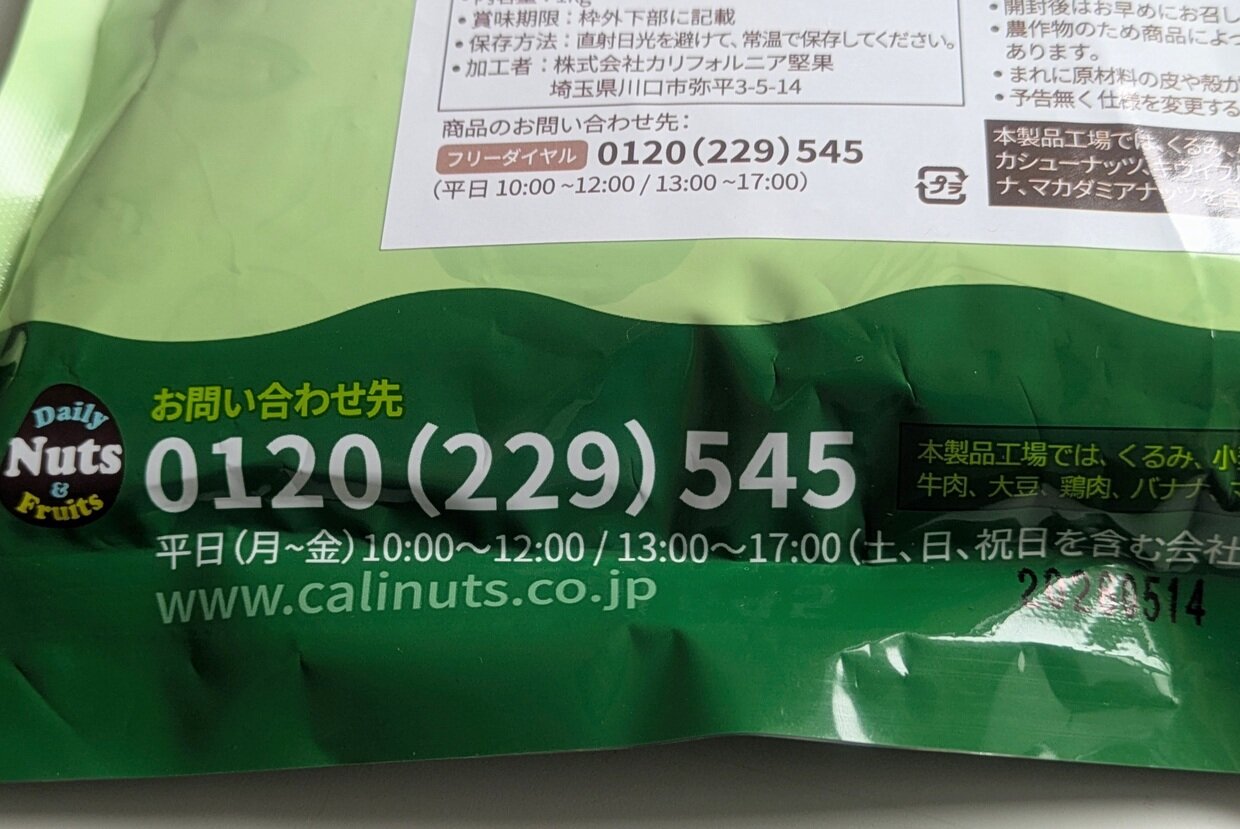 内容量：1kg
・賞味期限：枠外下部に記載
・保存方法：直射日光を避けて、常温で保存してください。
・加工者：株式会社カリフォルニア堅果
埼玉県川口市弥平3-5-14
商品のお問い合わせ先：
フリーダイヤル 0120(229)545
(平日 10:00 ~12:00 / 13:00 ~17:00)
プラ
・開封後はお早めにお召し
・農作物のため商品によっ
あります。
・まれに原材料の皮や殻が
・予告無く仕様を変更する
本製品工場では、くるみ、
カシューナッツ、キウイフル
ナ、マカダミアナッツを含
Daily
Nuts
&
Fruits
お問い合わせ先
0120(229)545
平日(月~金)10:00～12:00 / 13:00～17:00(土、日、祝日を含む会社
www.calinuts.co.jp
本製品工場では、くるみ、小
牛肉、大豆、鶏肉、バナナ、